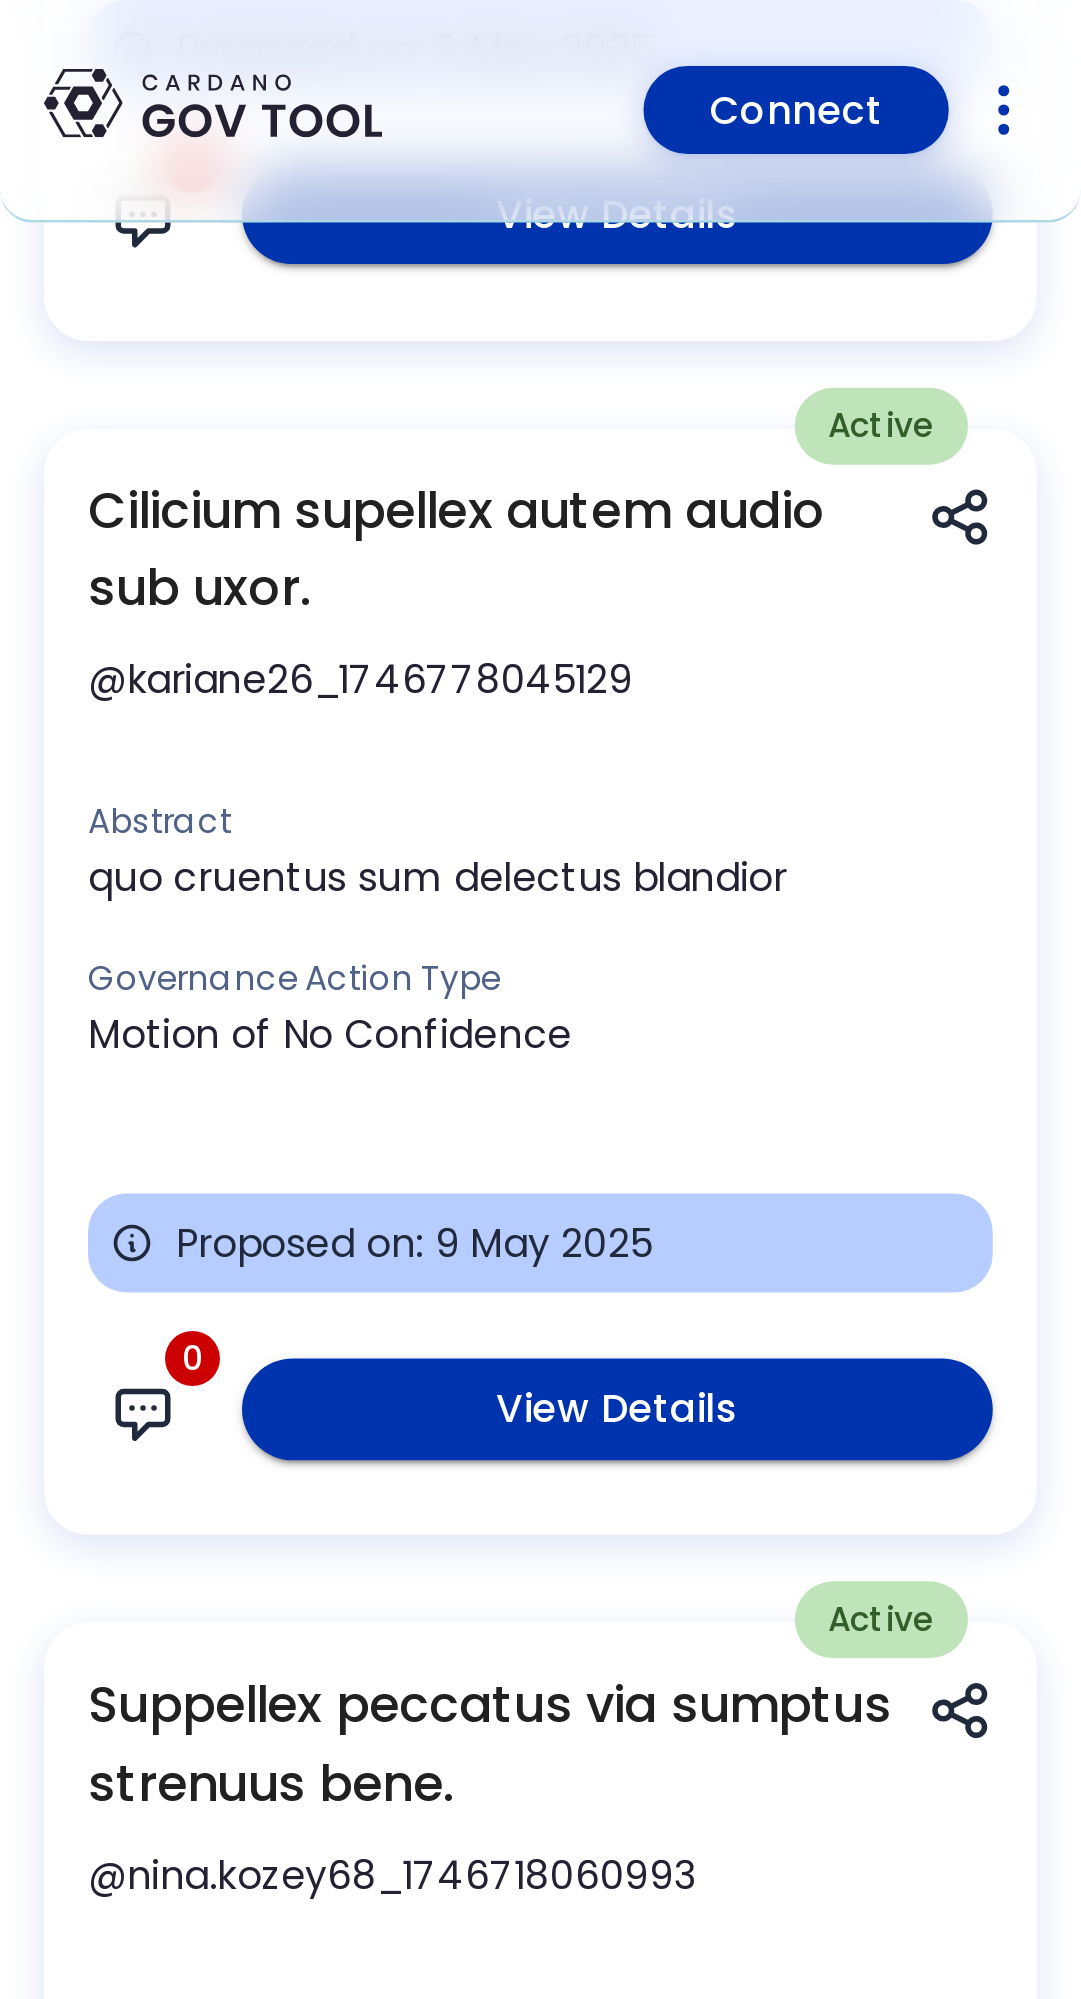 Proposed on: 9 May 2025
CARDANO
GOV TOOL
Connect
View Details
Active
Cilicium supellex autem audio
sub uxor.
@kariane26_1746778045129
Abstract
quo cruentus sum delectus blandior
Governance Action Type
Motion of No Confidence
Proposed on: 9 May 2025
0
View Details
Active
Suppellex peccatus via sumptus
strenuus bene.
@nina.kozey68_1746718060993